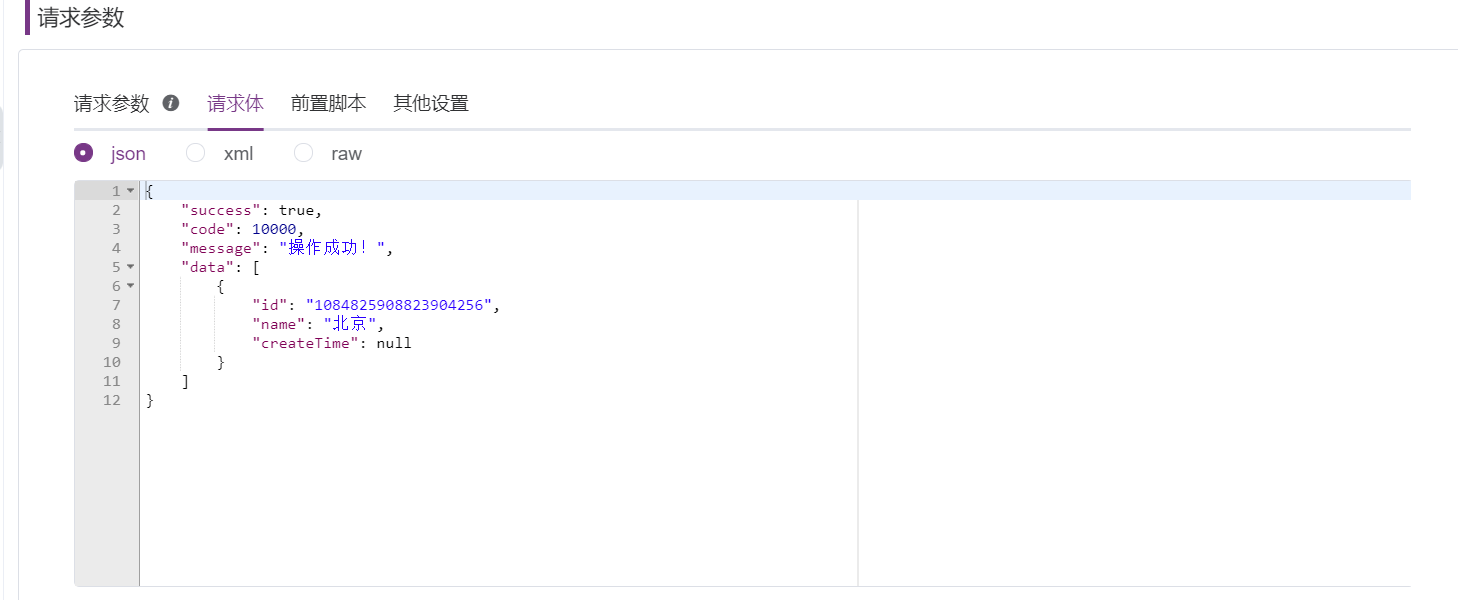 请求参数
请求参数 i 请求体 前置脚本 其他设置
json xml raw
1 {
2 "success": true,
3 "code": 10000,
4 "message": "操作成功！",
5 "data": [
6 {
7 "id": "1084825908823904256",
8 "name": "北京",
9 "createTime": null
10 }
11 ]
12 }